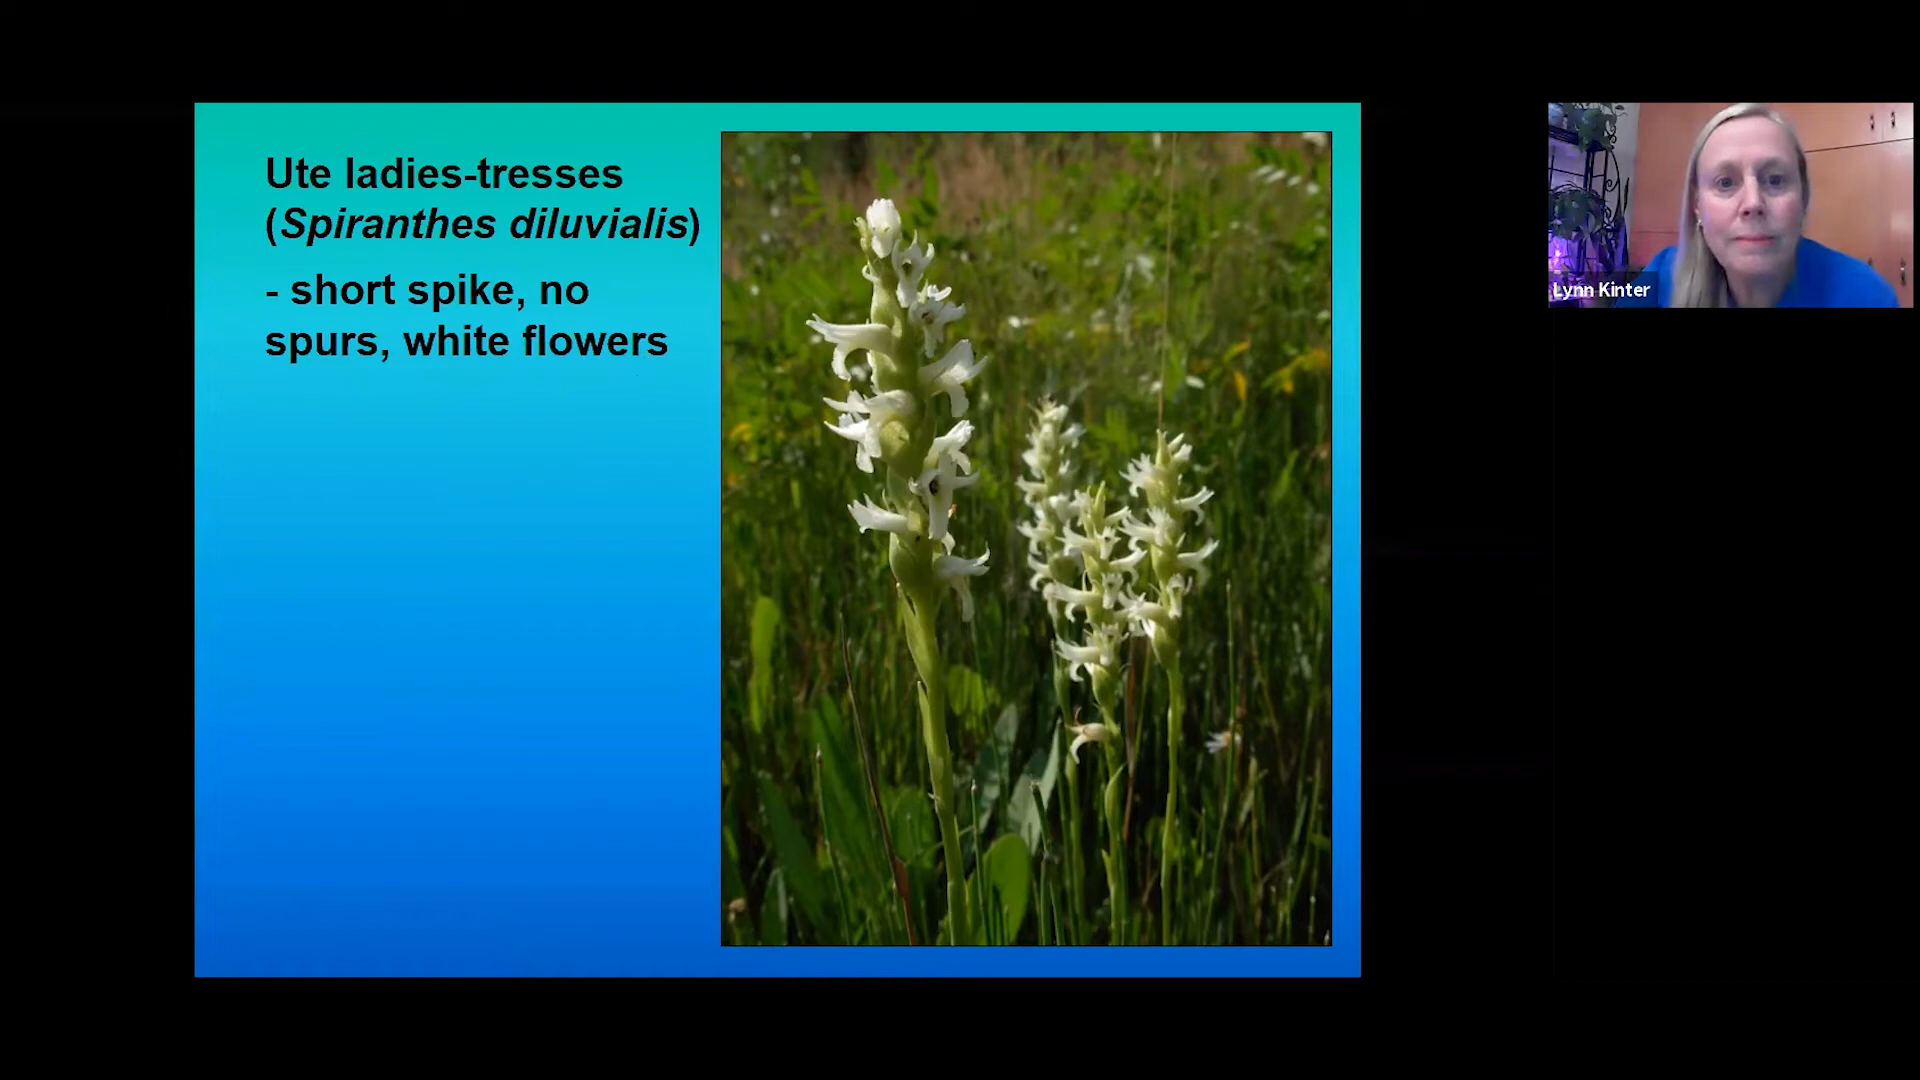 Ute ladies-tresses
(Spiranthes diluvialis)
- short spike, no
spurs, white flowers
Lynn Kinter